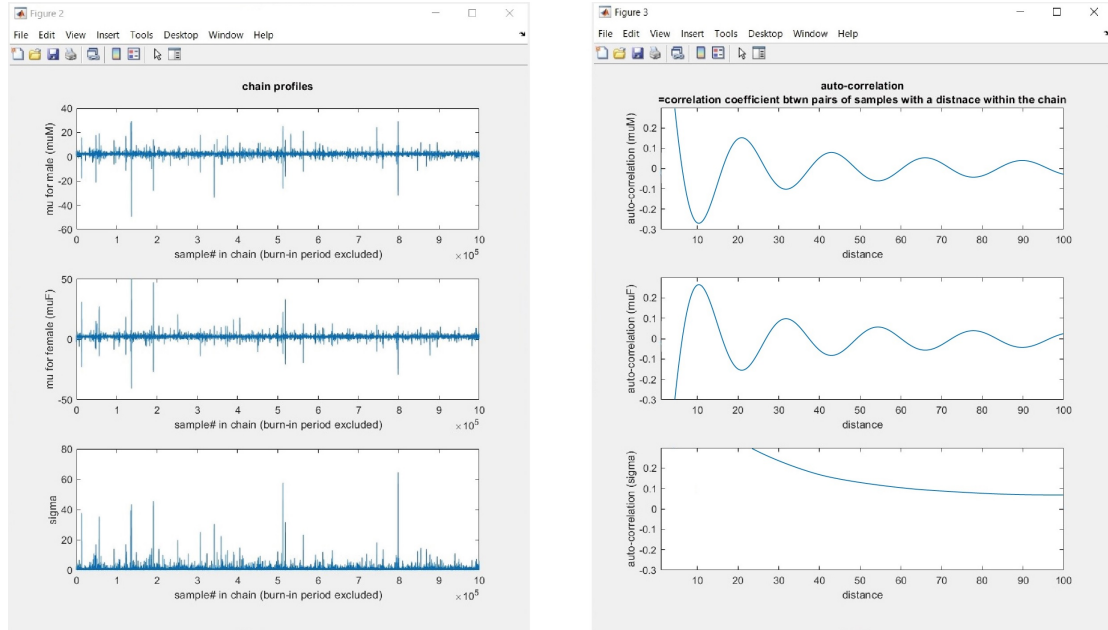 Figure 2
File Edit View Insert Tools Desktop Window Help
chain profiles
mu for male (muM)
40
20
0
-20
-40
-60
0 1 2 3 4 5 6 7 8 9 10
sample# in chain (burn-in period excluded)
×10^5
mu for female (muF)
50
0
-50
0 1 2 3 4 5 6 7 8 9 10
sample# in chain (burn-in period excluded)
×10^5
sigma
80
60
40
20
0
0 1 2 3 4 5 6 7 8 9 10
sample# in chain (burn-in period excluded)
×10^5
Figure 3
File Edit View Insert Tools Desktop Window Help
auto-correlation
=correlation coefficient btwn pairs of samples with a distnace within the chain
auto-correlation (muM)
0.2
0.1
0
-0.1
-0.2
-0.3
10 20 30 40 50 60 70 80 90 100
distance
auto-correlation (muF)
0.2
0.1
0
-0.1
-0.2
-0.3
10 20 30 40 50 60 70 80 90 100
distance
auto-correlation (sigma)
0.2
0.1
0
-0.1
-0.2
-0.3
10 20 30 40 50 60 70 80 90 100
distance